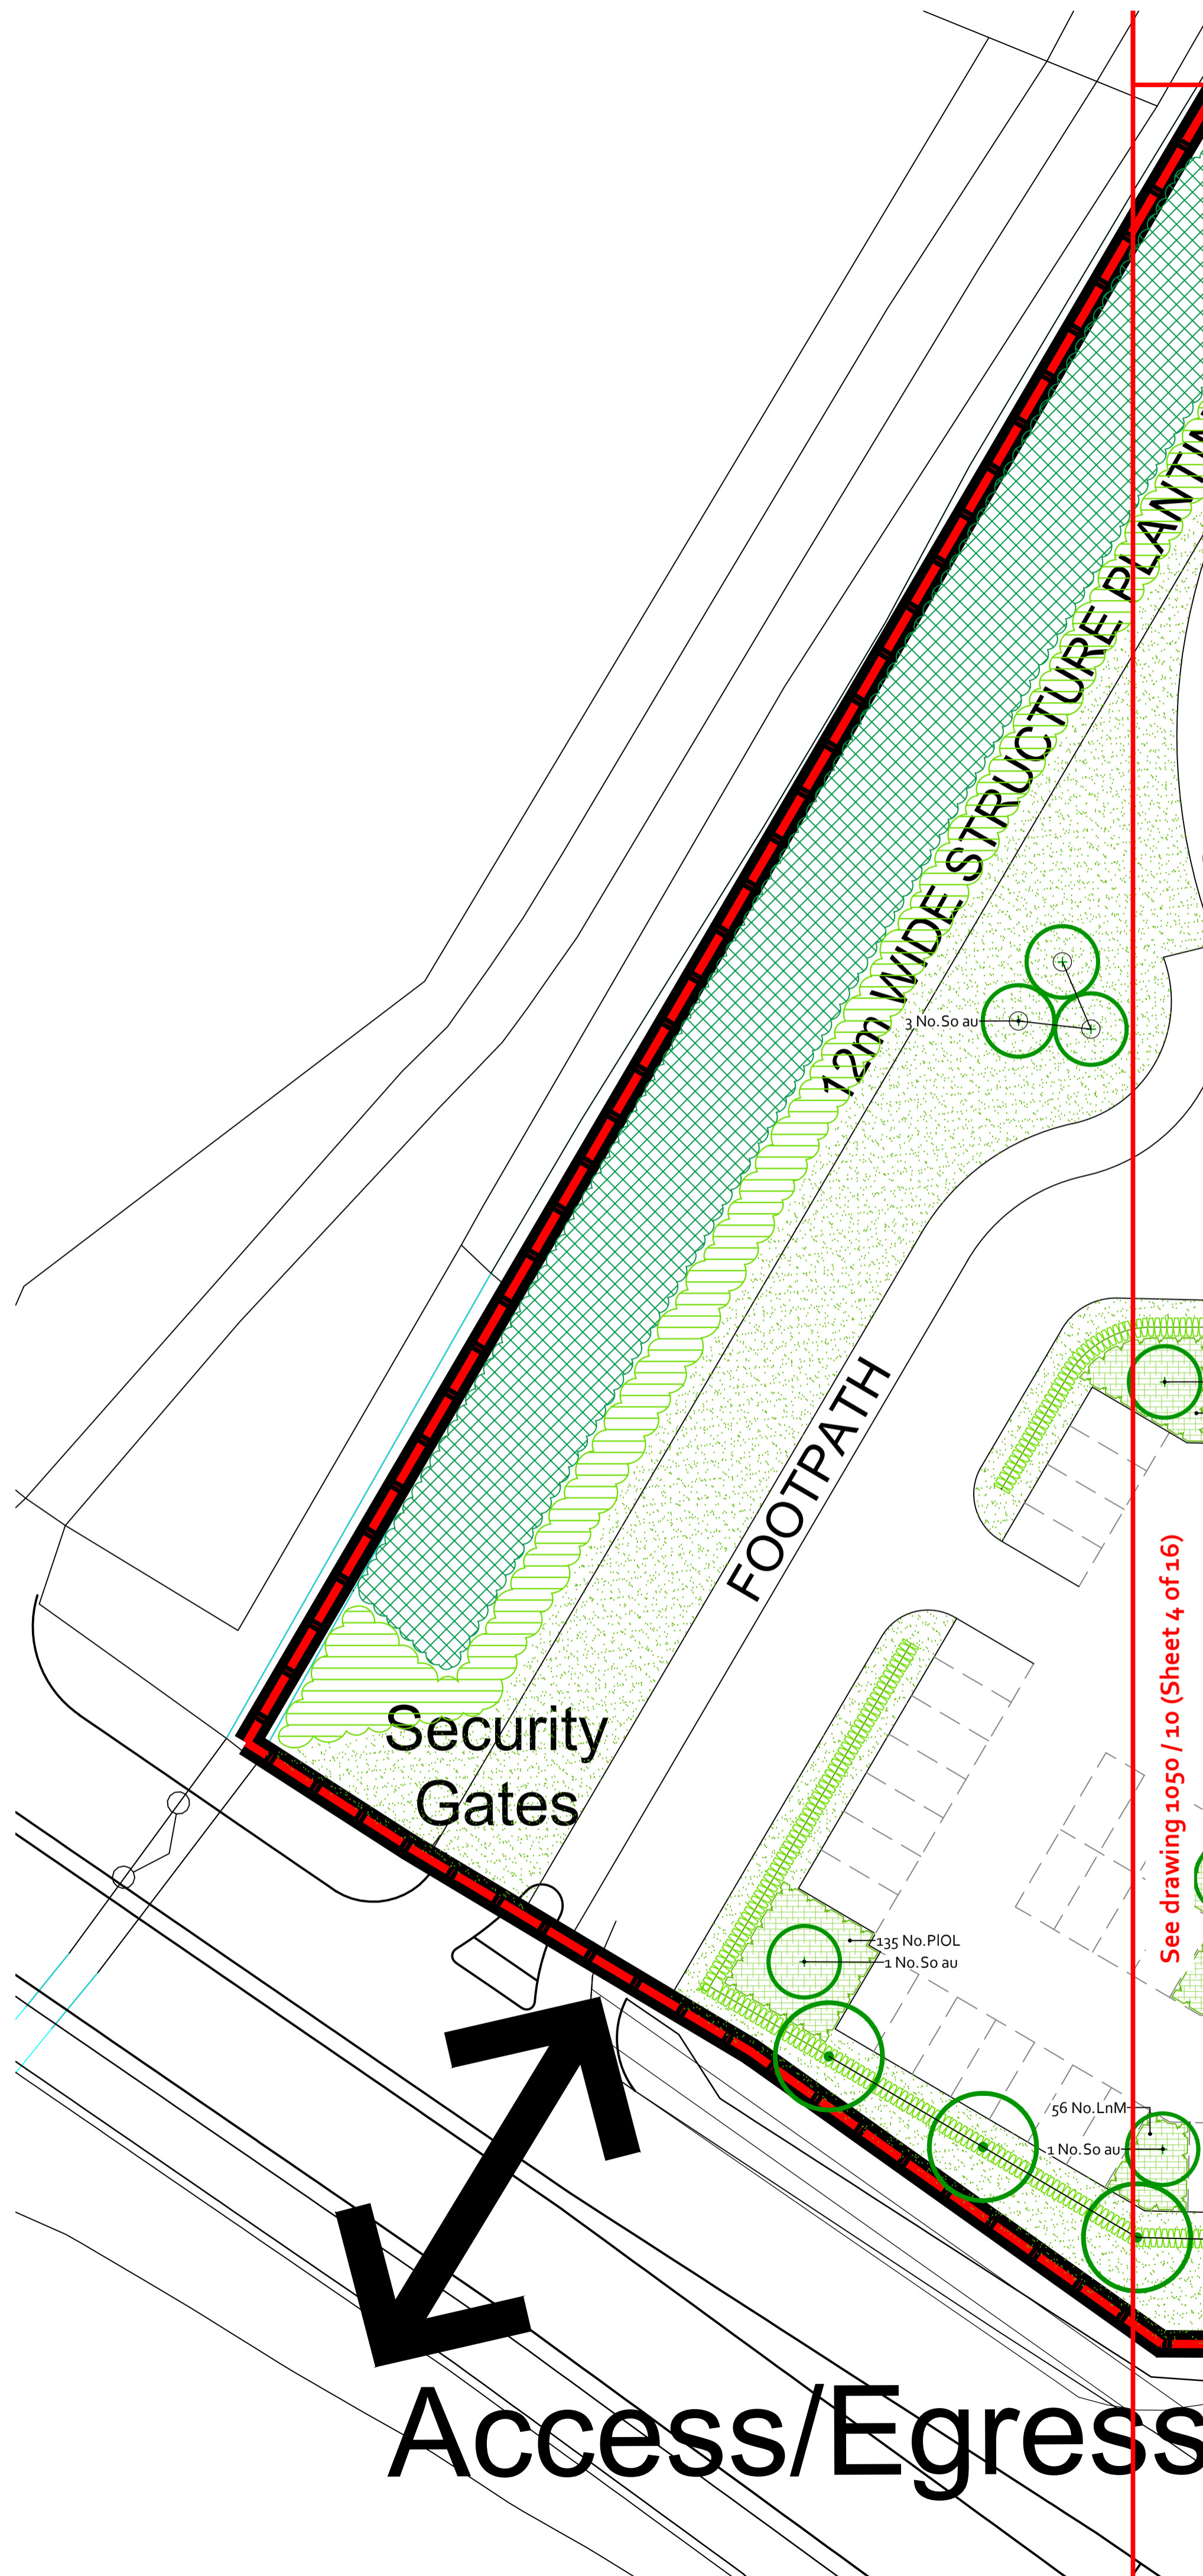 12m WIDE STRUCTURE
3 No.So au
FOOTPATH
See drawing 1050 / 10 (Sheet 4 of 16)
Security
Gates
135 No.PlOL
1 No.So au
56 No.LnM
1 No.So au
Access/Egress